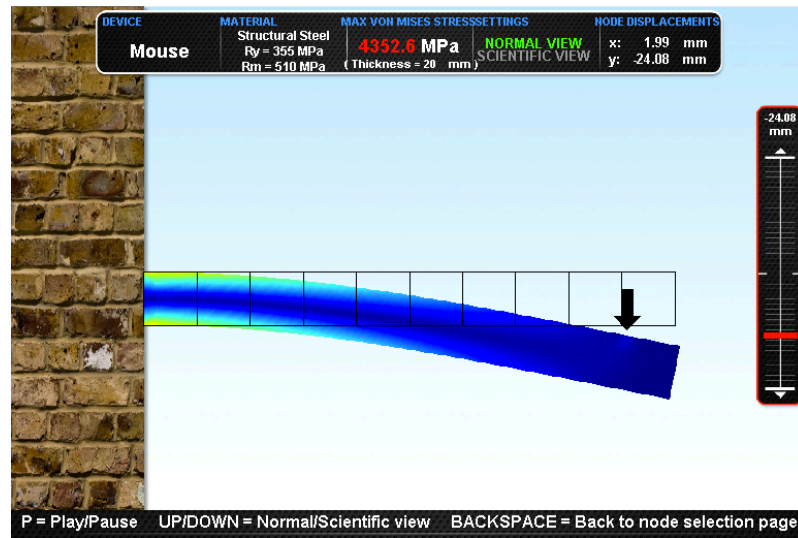 DEVICE MATERIAL MAX VON MISES STRESS SETTINGS NODE DISPLACEMENTS
Mouse
Structural Steel
Ry = 355 MPa
Rm = 510 MPa
4352.6 MPa
( Thickness = 20 mm )
NORMAL VIEW
SCIENTIFIC VIEW
x: 1.99 mm
y: -24.08 mm
-24.08
mm
P = Play/Pause UP/DOWN = Normal/Scientific view BACKSPACE = Back to node selection page